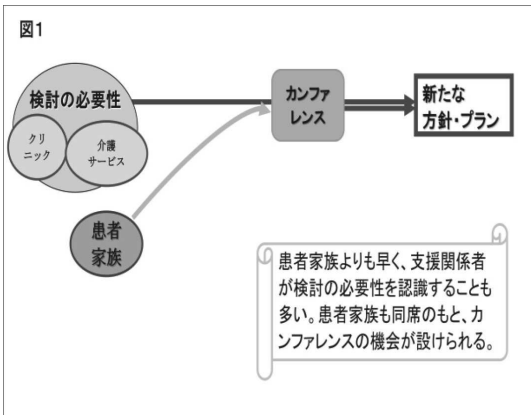 図1
検討の必要性
クリ
ニック
介護
サービス
患者
家族
カンファ
レンス
新たな
方針・プラン
患者家族よりも早く、支援関係者
が検討の必要性を認識することも
多い。患者家族も同席のもと、カ
ンファレンスの機会が設けられる。